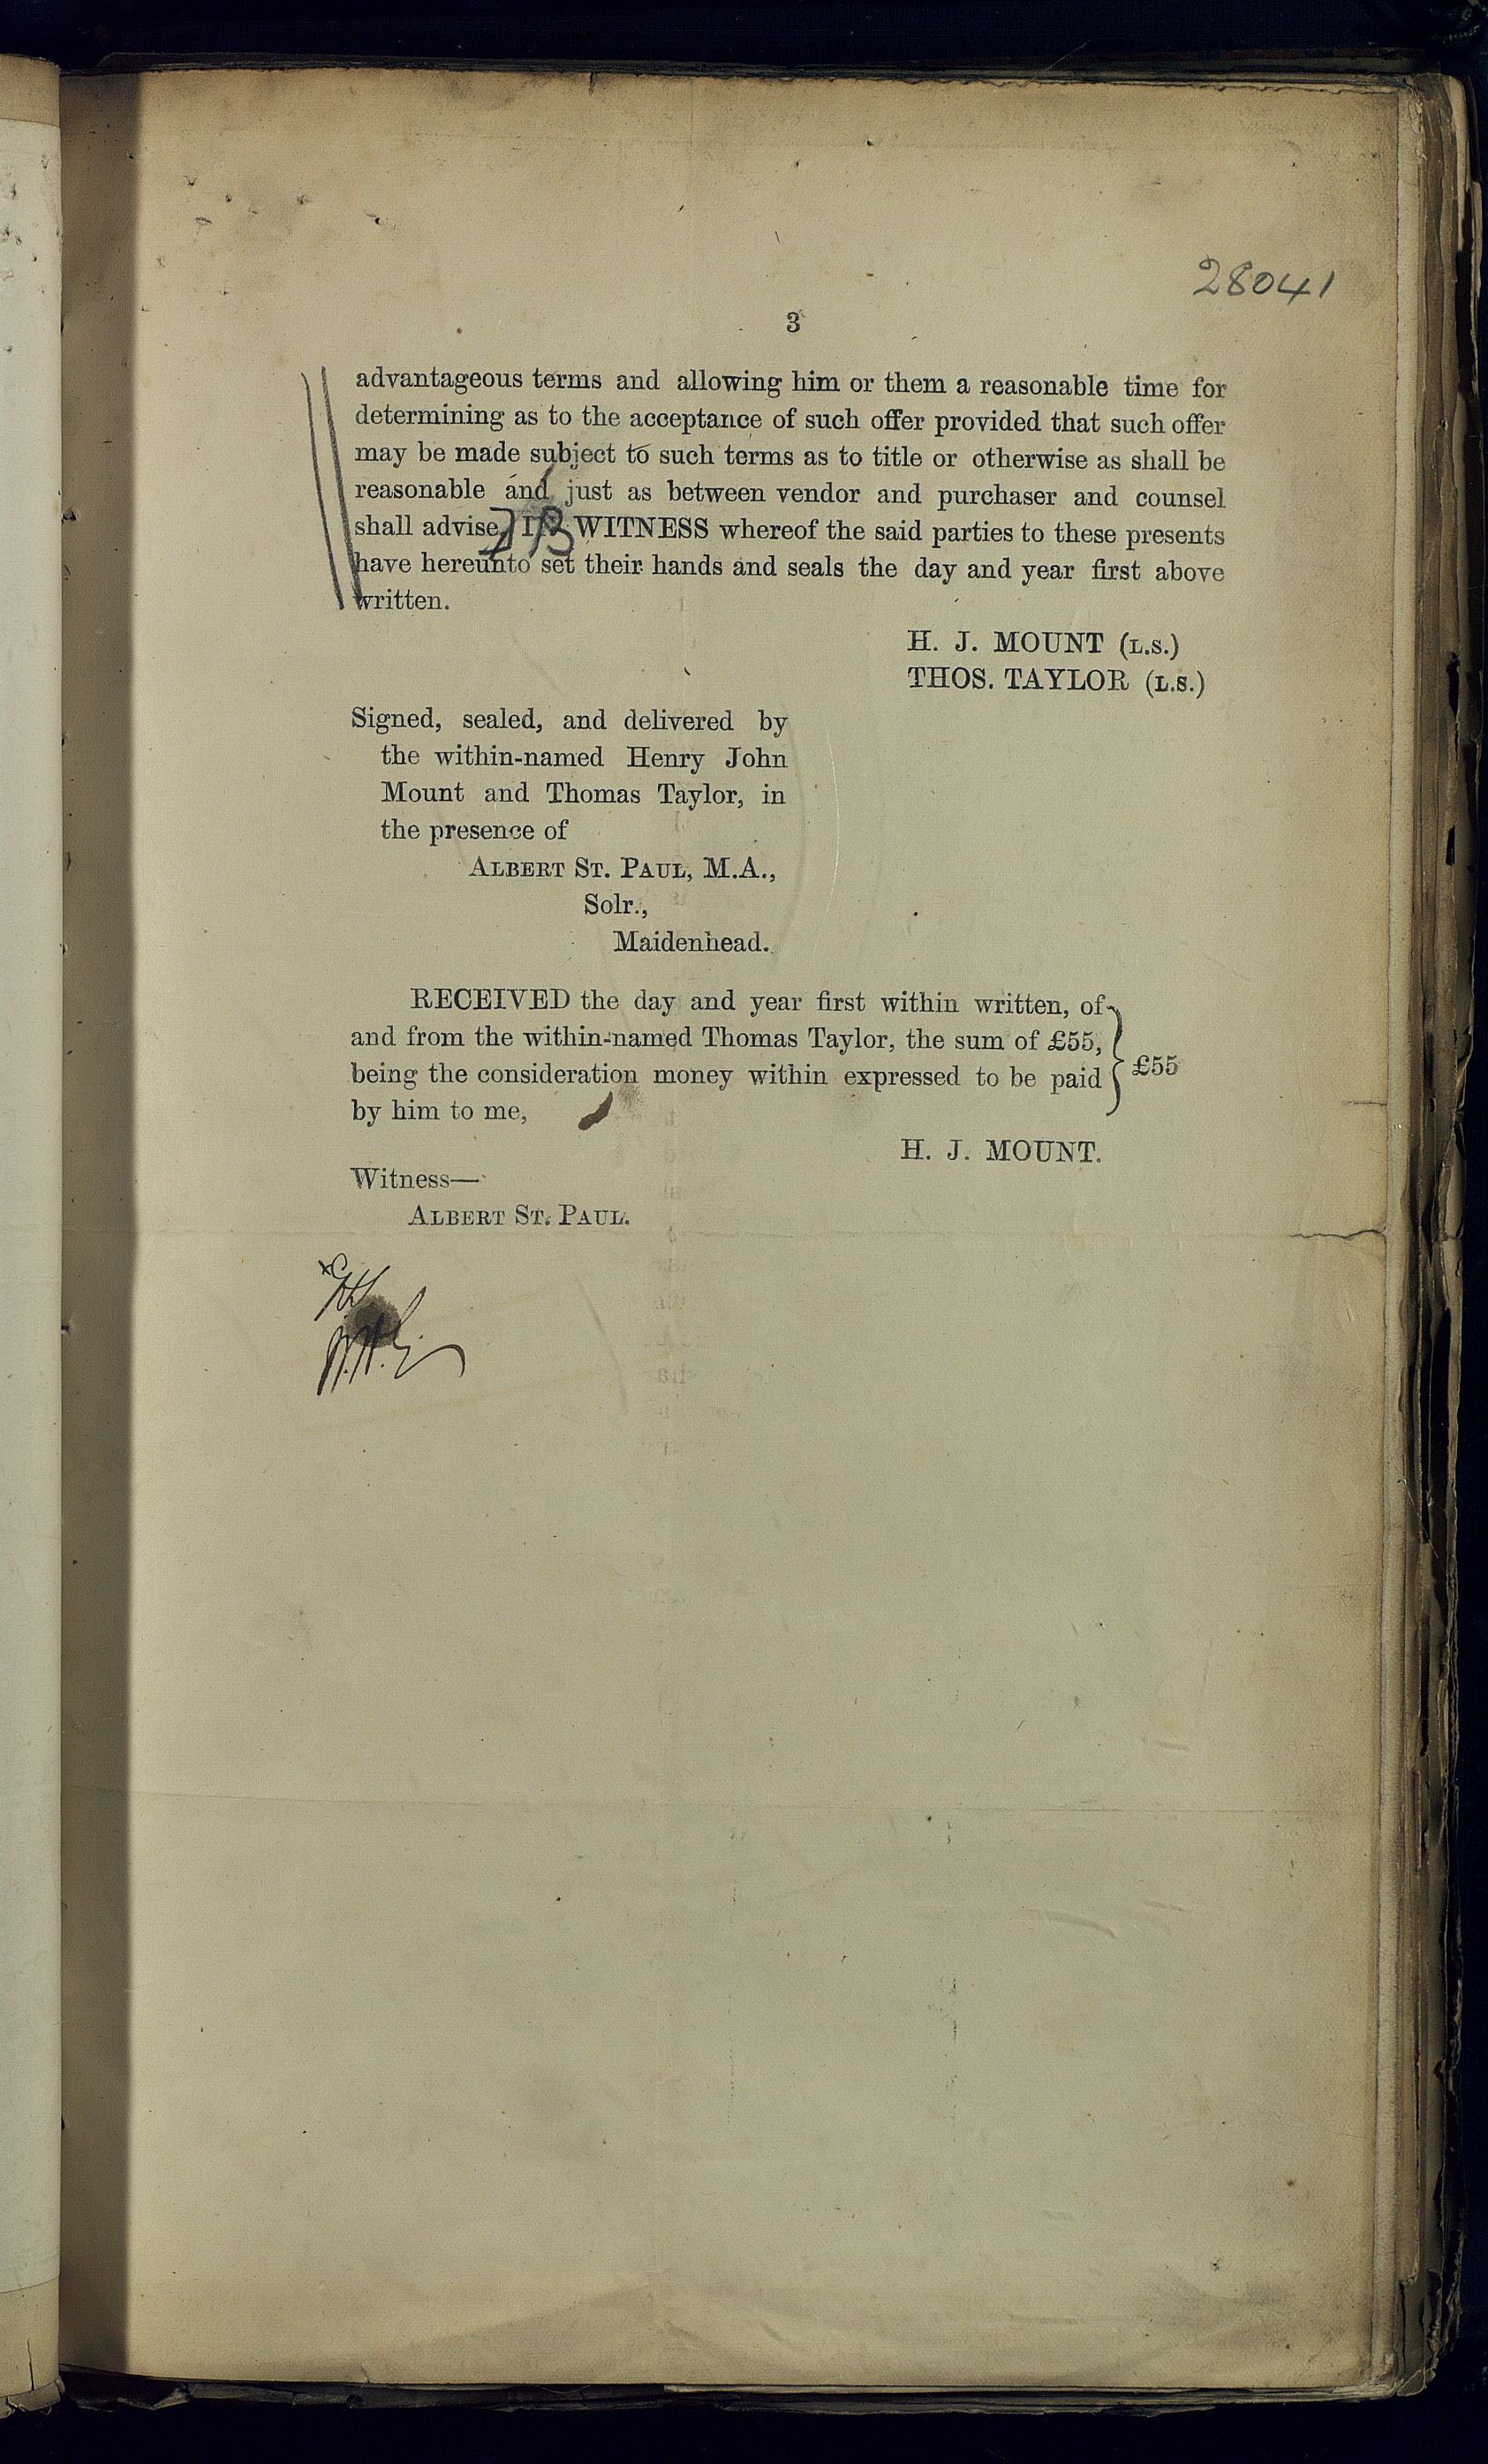 28041
3
advantageous terms and allowing him or them a reasonable time for
determining as to the acceptance of such offer provided that such offer
may be made subject to such terms as to title or otherwise as shall be
reasonable and just as between vendor and purchaser and counsel
shall advise] IN WITNESS whereof the said parties to these presents
have hereunto set their hands and seals the day and year first above
written.
H. J. MOUNT (L.S.)
THOS. TAYLOR (L.S.)
Signed, sealed, and delivered by
the within-named Henry John
Mount and Thomas Taylor, in
the presence of
ALBERT ST. PAUL, M.A.,
Solr.,
Maidenhead.
RECEIVED the day and year first within written, of
and from the within-named Thomas Taylor, the sum of £55,
being the consideration money within expressed to be paid
by him to me,
£55
H. J. MOUNT.
Witness—
ALBERT ST. PAUL.